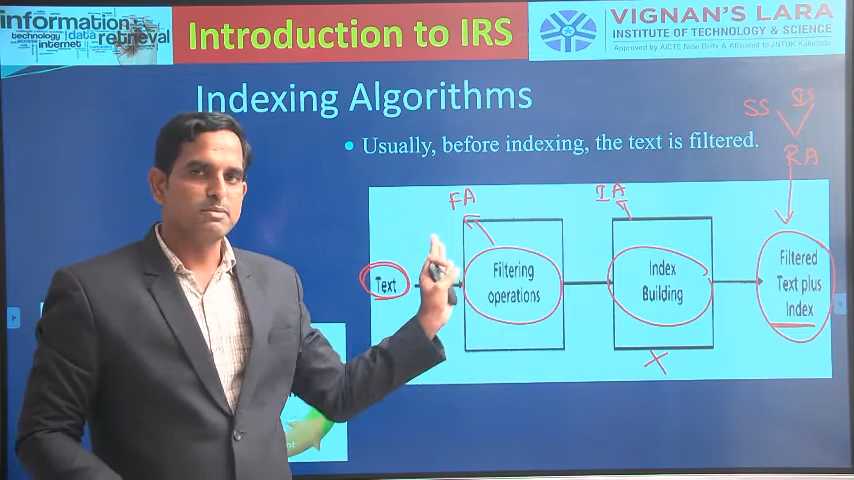 information
technology data
internet retrieval
Introduction to IRS
VIGNAN'S LARA
INSTITUTE OF TECHNOLOGY & SCIENCE
Approved by AICTE New Delhi & Affiliated to JNTUK Kakinada
Indexing Algorithms
• Usually, before indexing, the text is filtered.
SS
IS
RA
FA
IA
Text
Filtering
operations
Index
Building
Filtered
Text plus
Index
X